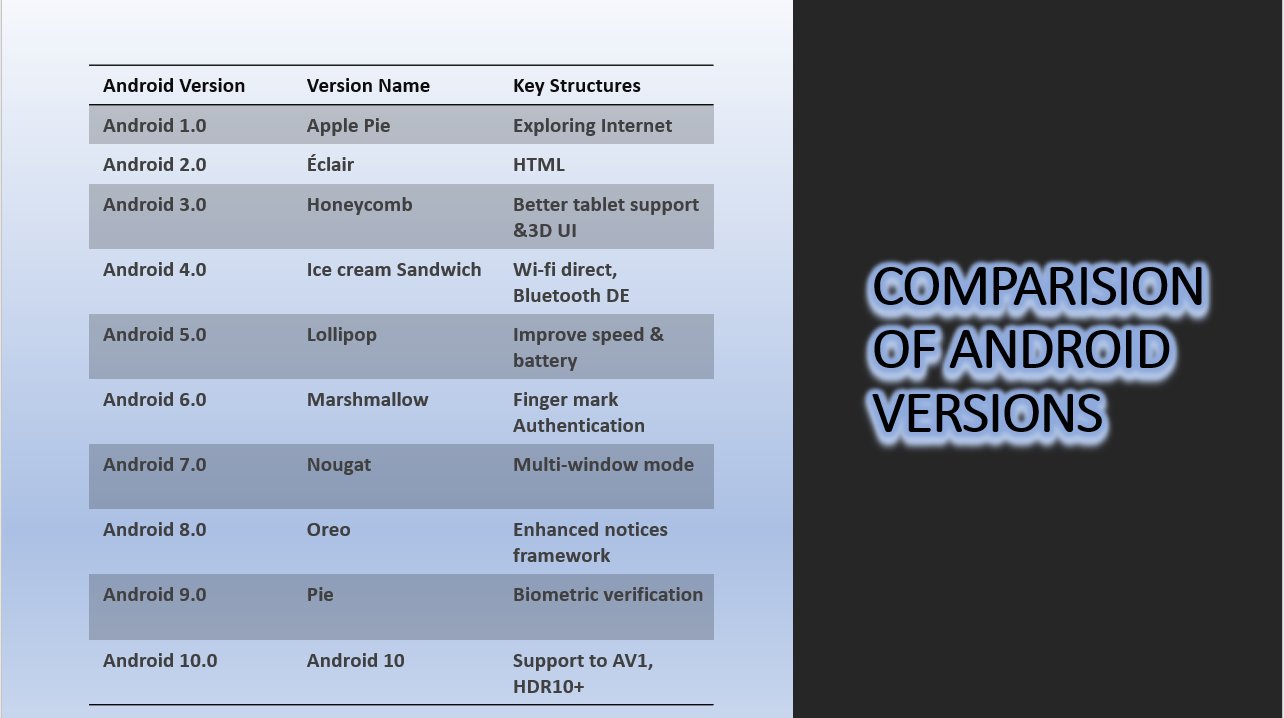 Android Version Version Name Key Structures
Android 1.0 Apple Pie Exploring Internet
Android 2.0 Éclair HTML
Android 3.0 Honeycomb Better tablet support
&3D UI
Android 4.0 Ice cream Sandwich Wi-fi direct,
Bluetooth DE
Android 5.0 Lollipop Improve speed &
battery
Android 6.0 Marshmallow Finger mark
Authentication
Android 7.0 Nougat Multi-window mode
Android 8.0 Oreo Enhanced notices
framework
Android 9.0 Pie Biometric verification
Android 10.0 Android 10 Support to AV1,
HDR10+
COMPARISION
OF ANDROID
VERSIONS